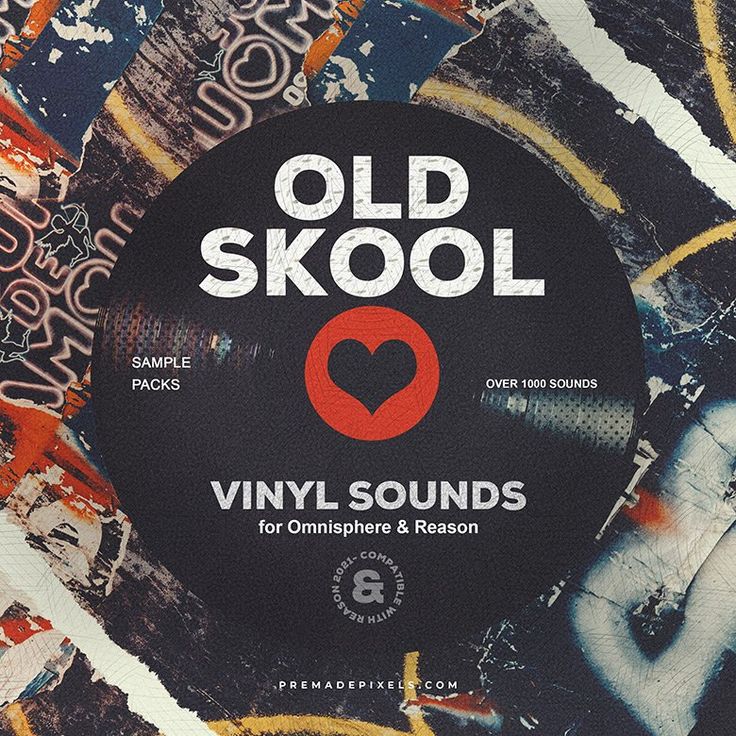 OLD
SKOOL
SAMPLE
PACKS
OVER 1000 SOUNDS
VINYL SOUNDS
for Omnisphere & Reason
2021- COMPATIBLE WITH REASON
&
PREMADEPIXELS.COM